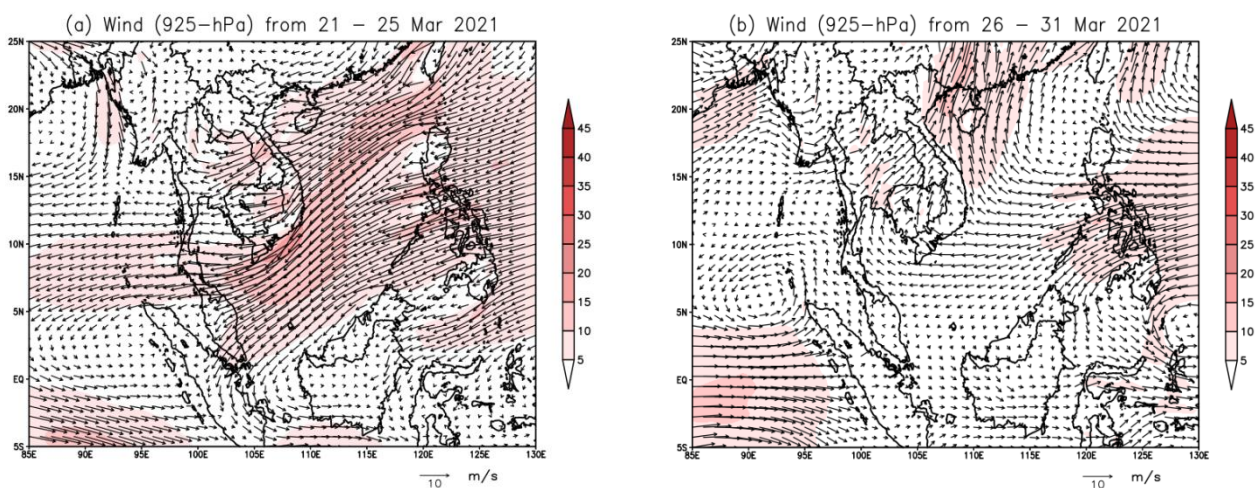 (a) Wind (925-hPa) from 21 - 25 Mar 2021
25N
20N
15N
10N
5N
EQ
5S
85E 90E 95E 100E 105E 110E 115E 120E 125E 130E
45
40
35
30
25
20
15
10
5
10 m/s
(b) Wind (925-hPa) from 26 - 31 Mar 2021
25N
20N
15N
10N
5N
EQ
5S
85E 90E 95E 100E 105E 110E 115E 120E 125E 130E
45
40
35
30
25
20
15
10
5
10 m/s